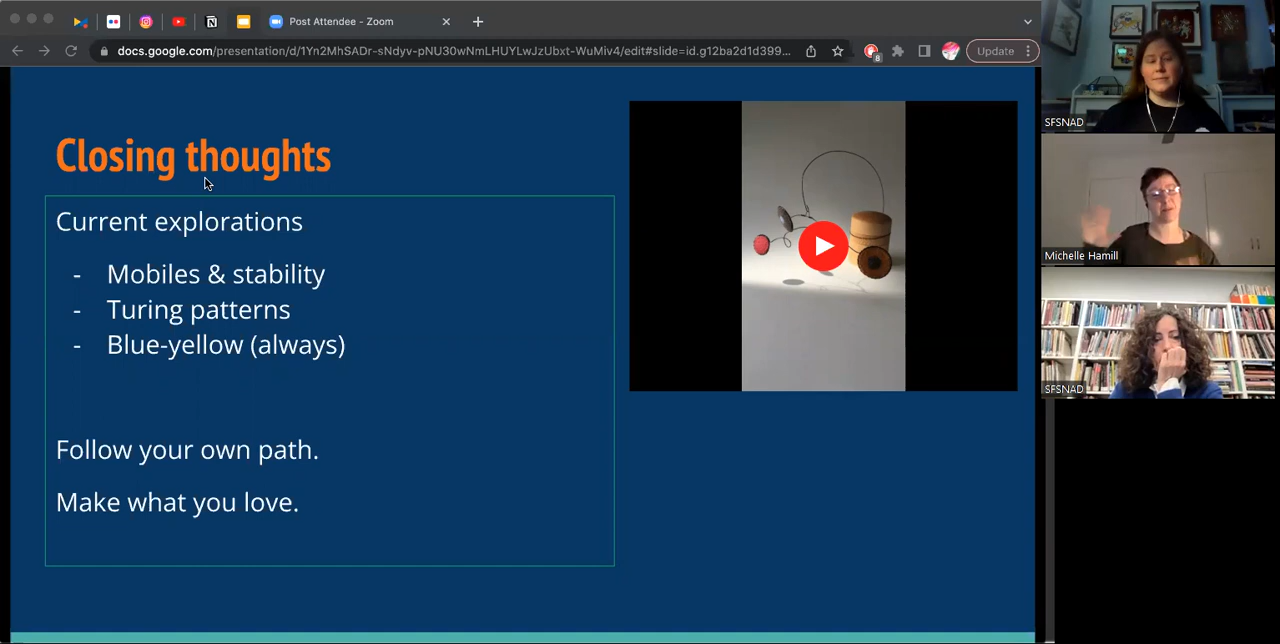 Post Attendee - Zoom
docs.google.com/presentation/d/1Yn2MhSADr-sNdyv-pNU30wNmLHUYLwJzUbxt-WuMiv4/edit#slide=id.g12ba2d1d399...
8
Update
Closing thoughts
Current explorations
- Mobiles & stability
- Turing patterns
- Blue-yellow (always)
Follow your own path.
Make what you love.
SFSNAD
Michelle Hamill
SFSNAD